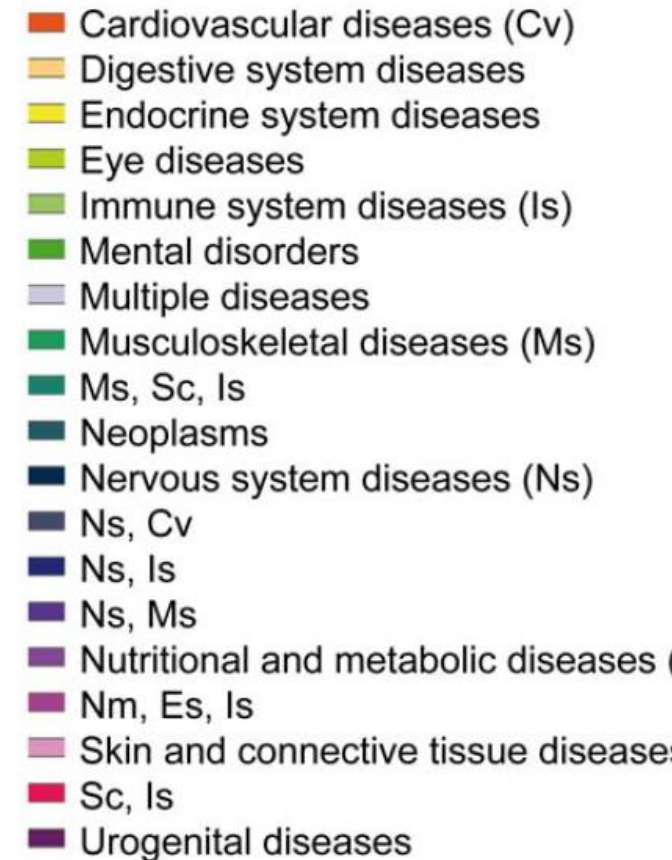 Cardiovascular diseases (Cv)
Digestive system diseases
Endocrine system diseases
Eye diseases
Immune system diseases (Is)
Mental disorders
Multiple diseases
Musculoskeletal diseases (Ms)
Ms, Sc, Is
Neoplasms
Nervous system diseases (Ns)
Ns, Cv
Ns, Is
Ns, Ms
Nutritional and metabolic diseases (
Nm, Es, Is
Skin and connective tissue diseases
Sc, Is
Urogenital diseases